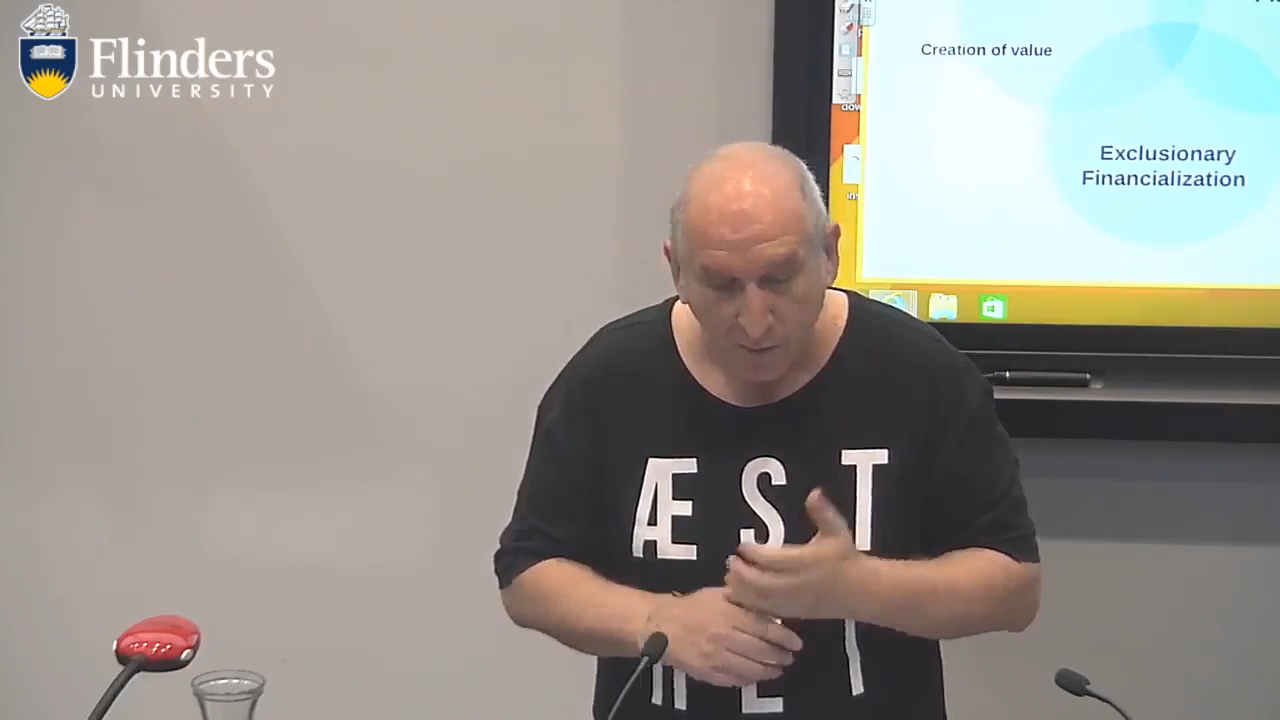 Flinders
UNIVERSITY
Creation of value
Exclusionary
Financialization
ÆST